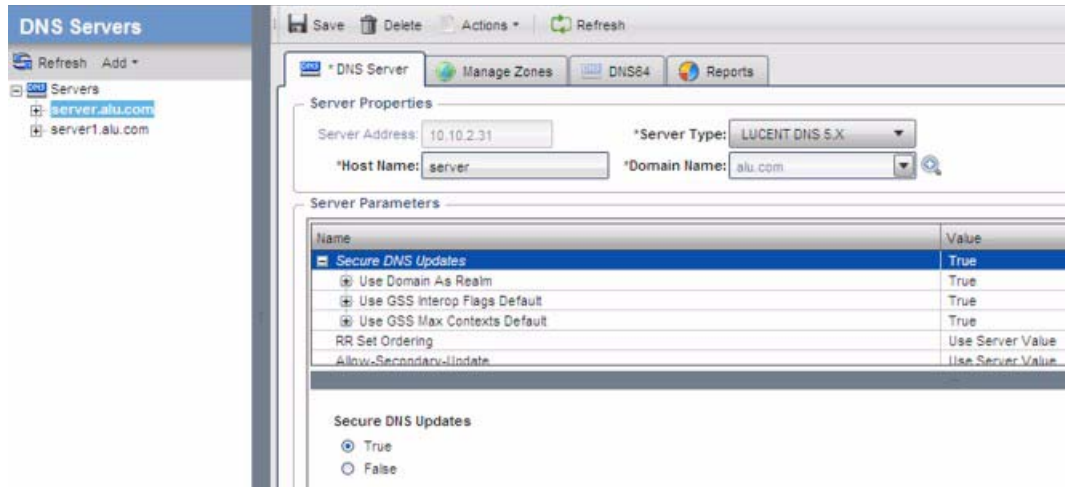 DNS Servers
Refresh Add
Servers
server.alu.com
server1.alu.com
Save Delete Actions Refresh
* DNS Server Manage Zones DNS64 Reports
Server Properties
Server Address: 10.10.2.31 *Server Type: LUCENT DNS 5.X
*Host Name: server *Domain Name: alu.com
Server Parameters
Name Value
Secure DNS Updates True
Use Domain As Realm True
Use GSS Interop Flags Default True
Use GSS Max Contexts Default True
RR Set Ordering Use Server Value
Allow-Secondary-Update Use Server Value
Secure DNS Updates
True
False